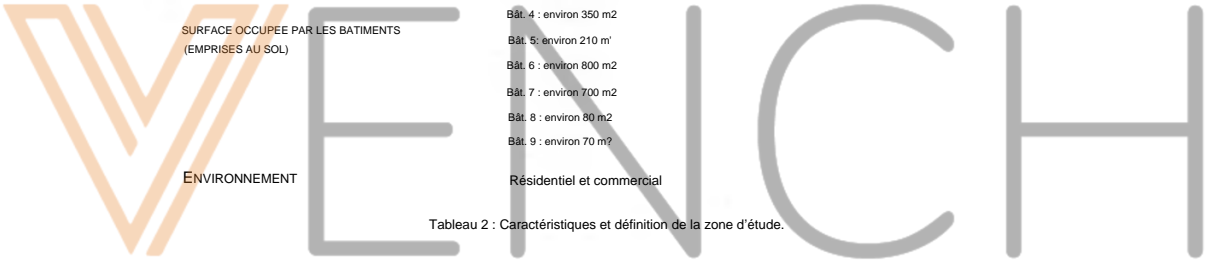 Bât. 4 : environ 350 m2
SURFACE OCCUPEE PAR LES BATIMENTS
Bât. 5: environ 210 m'
(EMPRISES AU SOL)
Bât. 6 : environ 800 m2
Bât. 7 : environ 700 m2
Bât. 8 : environ 80 m2
Bât. 9 : environ 70 m?
ENVIRONNEMENT
Résidentiel et commercial
Tableau 2 : Caractéristiques et définition de la zone d'étude.
VENCH